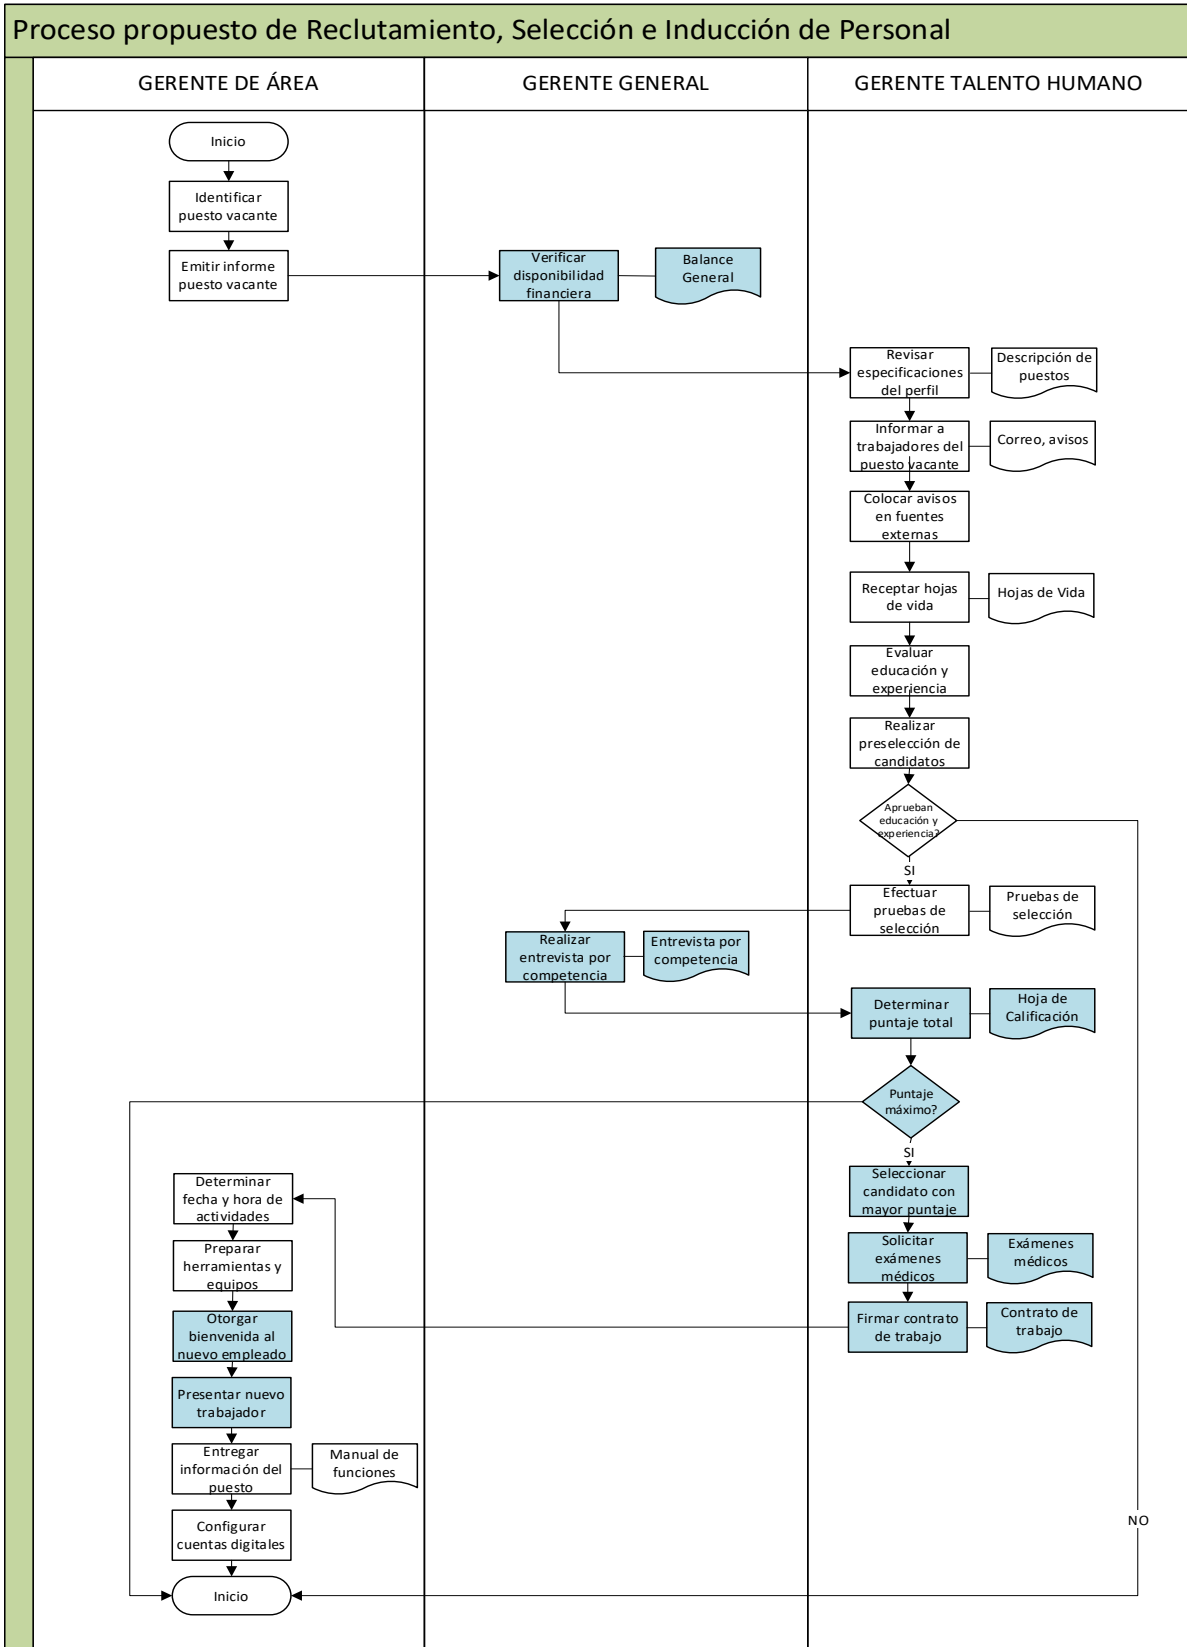 Proceso propuesto de Reclutamiento, Selección e Inducción de Personal
GERENTE DE ÁREA
GERENTE GENERAL
GERENTE TALENTO HUMANO
Inicio
Identificar
puesto vacante
Emitir informe
puesto vacante
Verificar
disponibilidad
financiera
Balance
General
Revisar
especificaciones
del perfil
Descripción de
puestos
Informar a
trabajadores del
puesto vacante
Correo, avisos
Colocar avisos
en fuentes
externas
Receptar hojas
de vida
Hojas de Vida
Evaluar
educación y
experiencia
Realizar
preselección de
candidatos
Aprueban
educación y
experiencia?
SI
Efectuar
pruebas de
selección
Pruebas de
selección
Realizar
entrevista por
competencia
Entrevista por
competencia
Determinar
puntaje total
Hoja de
Calificación
Puntaje
máximo?
SI
Seleccionar
candidato con
mayor puntaje
Solicitar
exámenes
médicos
Exámenes
médicos
Firmar contrato
de trabajo
Contrato de
trabajo
Determinar
fecha y hora de
actividades
Preparar
herramientas y
equipos
Otorgar
bienvenida al
nuevo empleado
Presentar nuevo
trabajador
Entregar
información del
puesto
Manual de
funciones
Configurar
cuentas digitales
NO
Inicio